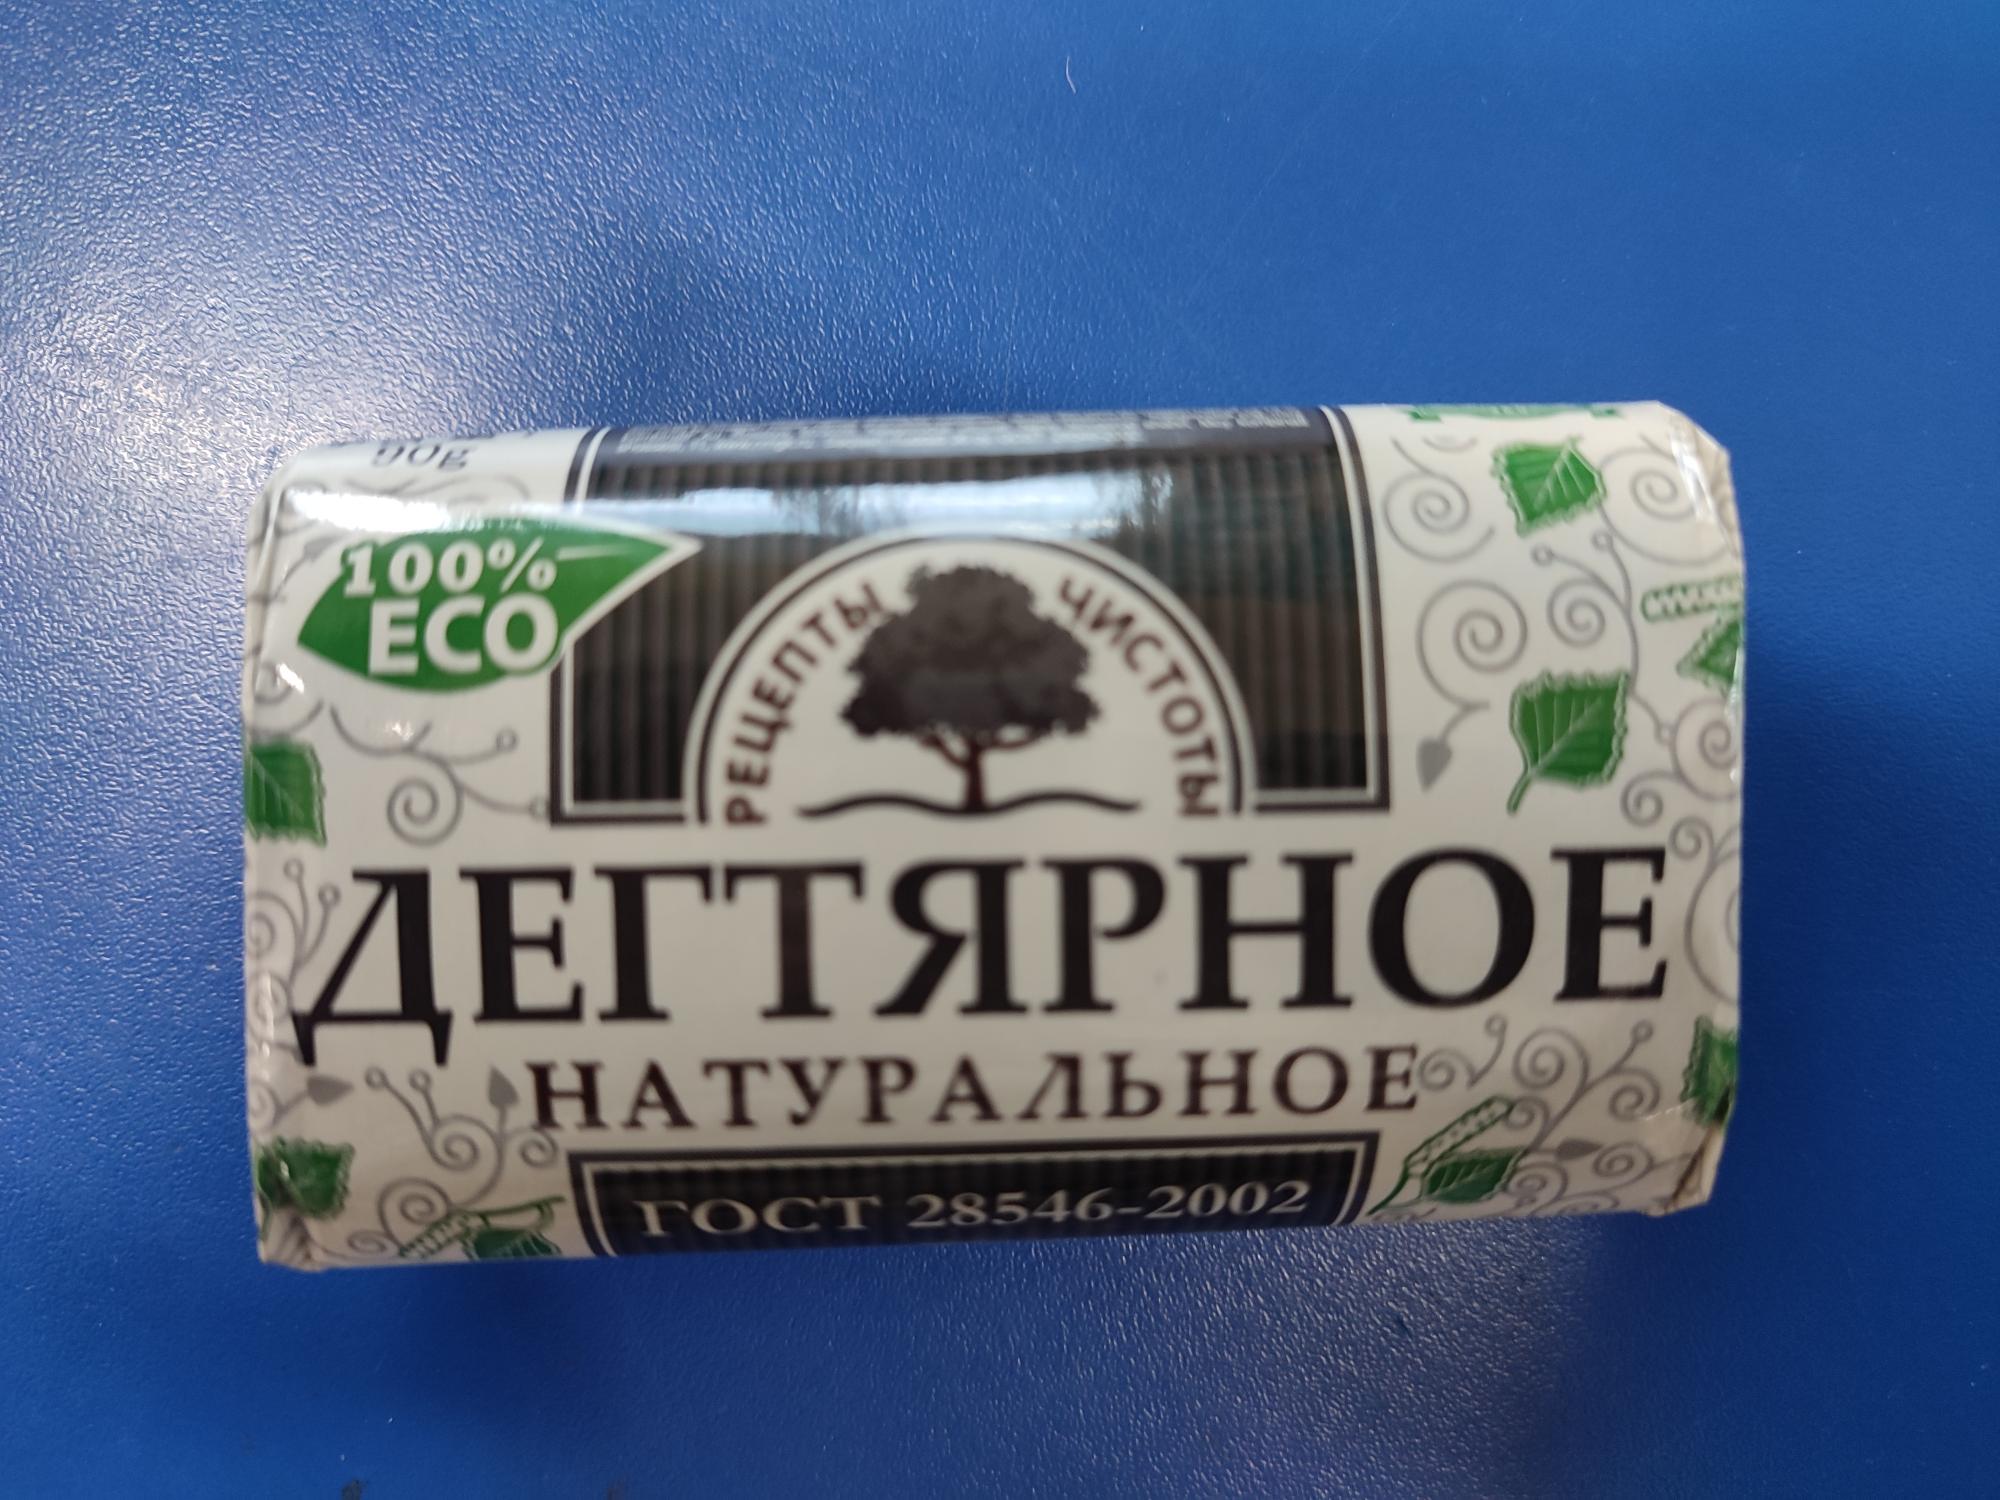 90g
100%
ECO
РЕЦЕПТЫ ЧИСТОТЫ
ДЕГТЯРНОЕ
НАТУРАЛЬНОЕ
ГОСТ 28546-2002